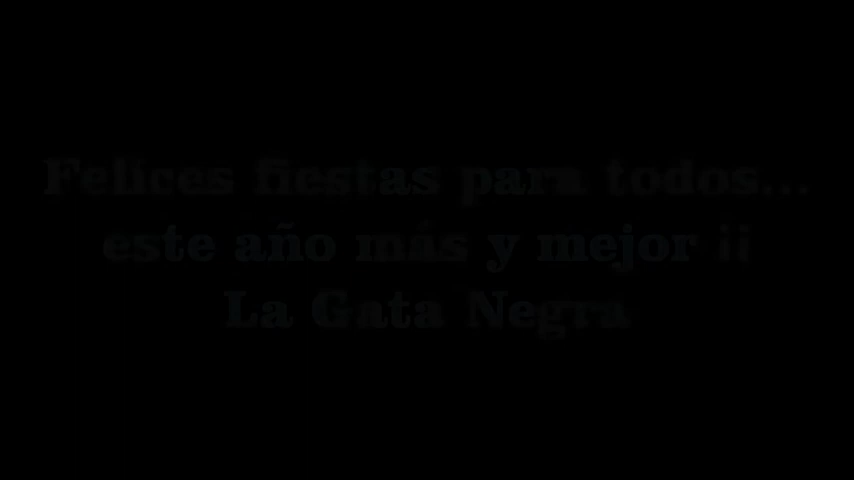 Felices fiestas para todos...
este año más y mejor ¡¡
La Gata Negra